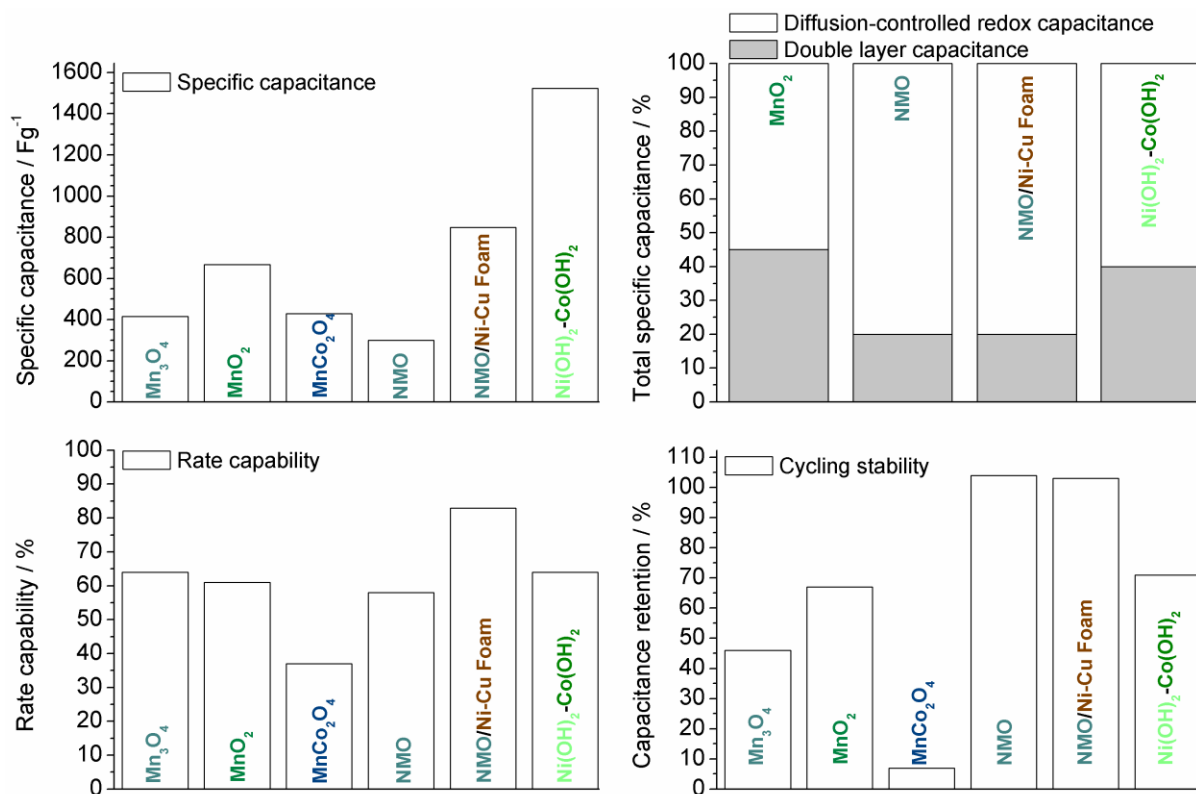 Specific capacitance
Specific capacitance / Fg⁻¹
1600
1400
1200
1000
800
600
400
200
0
Mn₃O₄
MnO₂
MnCo₂O₄
NMO
NMO/Ni-Cu Foam
Ni(OH)₂-Co(OH)₂
Diffusion-controlled redox capacitance
Double layer capacitance
Total specific capacitance / %
100
90
80
70
60
50
40
30
20
10
0
MnO₂
NMO
NMO/Ni-Cu Foam
Ni(OH)₂-Co(OH)₂
Rate capability
Rate capability / %
100
90
80
70
60
50
40
30
20
10
0
Mn₃O₄
MnO₂
MnCo₂O₄
NMO
NMO/Ni-Cu Foam
Ni(OH)₂-Co(OH)₂
Cycling stability
Capacitance retention / %
110
100
90
80
70
60
50
40
30
20
10
0
Mn₃O₄
MnO₂
MnCo₂O₄
NMO
NMO/Ni-Cu Foam
Ni(OH)₂-Co(OH)₂